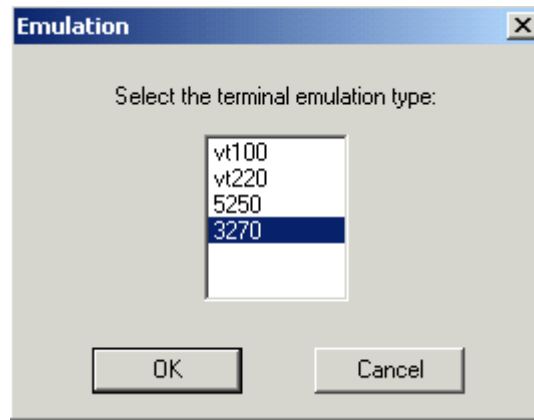 Emulation
Select the terminal emulation type:
vt100
vt220
5250
3270
OK
Cancel